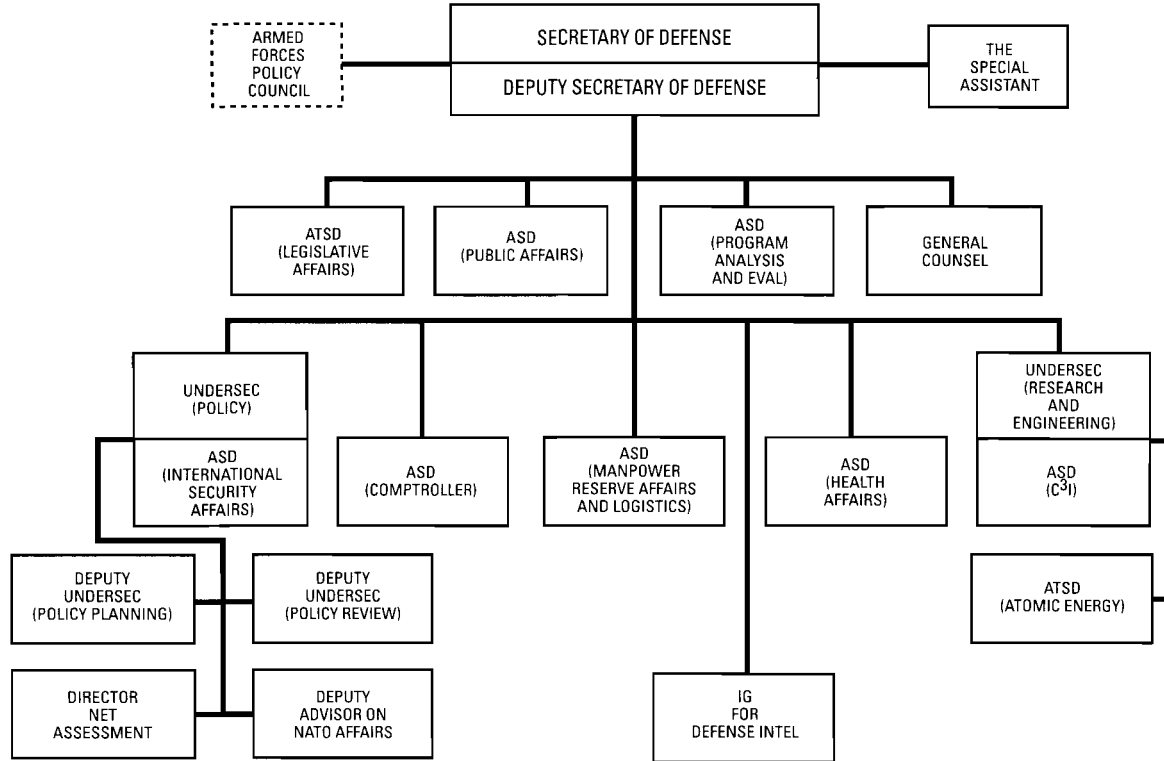 ARMED
FORCES
POLICY
COUNCIL
SECRETARY OF DEFENSE
DEPUTY SECRETARY OF DEFENSE
THE
SPECIAL
ASSISTANT
ATSD
(LEGISLATIVE
AFFAIRS)
ASD
(PUBLIC AFFAIRS)
ASD
(PROGRAM
ANALYSIS
AND EVAL)
GENERAL
COUNSEL
UNDERSEC
(POLICY)
ASD
(INTERNATIONAL
SECURITY
AFFAIRS)
ASD
(COMPTROLLER)
ASD
(MANPOWER
RESERVE AFFAIRS
AND LOGISTICS)
ASD
(HEALTH
AFFAIRS)
UNDERSEC
(RESEARCH
AND
ENGINEERING)
ASD
(C³I)
DEPUTY
UNDERSEC
(POLICY PLANNING)
DEPUTY
UNDERSEC
(POLICY REVIEW)
ATSD
(ATOMIC ENERGY)
DIRECTOR
NET
ASSESSMENT
DEPUTY
ADVISOR ON
NATO AFFAIRS
IG
FOR
DEFENSE INTEL